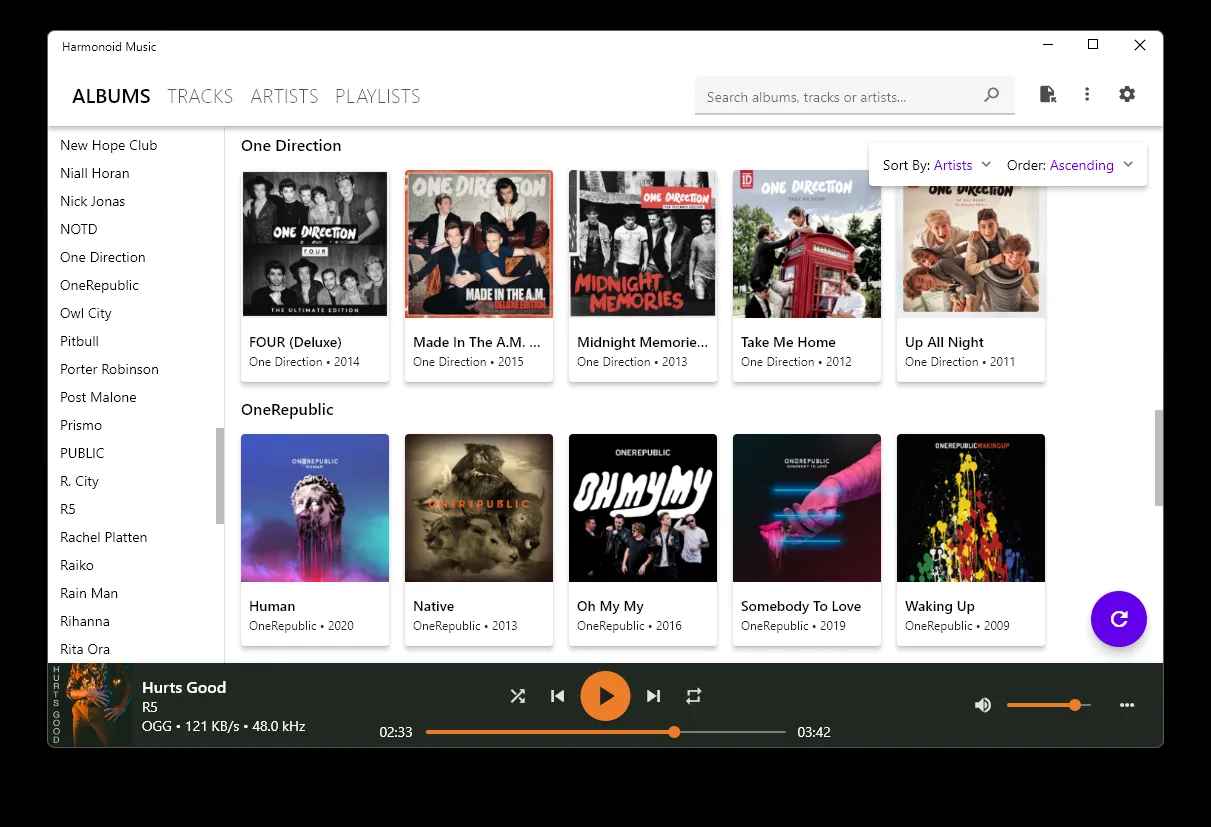 Harmonoid Music
ALBUMS TRACKS ARTISTS PLAYLISTS
Search albums, tracks or artists...
New Hope Club
Niall Horan
Nick Jonas
NOTD
One Direction
OneRepublic
Owl City
Pitbull
Porter Robinson
Post Malone
Prismo
PUBLIC
R. City
R5
Rachel Platten
Raiko
Rain Man
Rihanna
Rita Ora
One Direction
Sort By: Artists Order: Ascending
ONE DIRECTION
FOUR
THE ULTIMATE EDITION
FOUR (Deluxe)
One Direction • 2014
ONE DIRECTION
MADE IN THE A.M.
DELUXE EDITION
Made In The A.M. ...
One Direction • 2015
ONE DIRECTION
MIDNIGHT
MEMORIES
Midnight Memorie...
One Direction • 2013
1D ONE DIRECTION
TAKE ME HOME
Take Me Home
One Direction • 2012
ONE DIRECTION
UP ALL NIGHT
Up All Night
One Direction • 2011
OneRepublic
ONEREPUBLIC
HUMAN
Human
OneRepublic • 2020
ONEREPUBLIC
Native
OneRepublic • 2013
ONEREPUBLIC
OHMYMY
Oh My My
OneRepublic • 2016
ONEREPUBLIC
SOMEBODY TO LOVE
Somebody To Love
OneRepublic • 2019
ONEREPUBLICWAKINGUP
Waking Up
OneRepublic • 2009
HURTS GOOD
Hurts Good
R5
OGG • 121 KB/s • 48.0 kHz
02:33
03:42